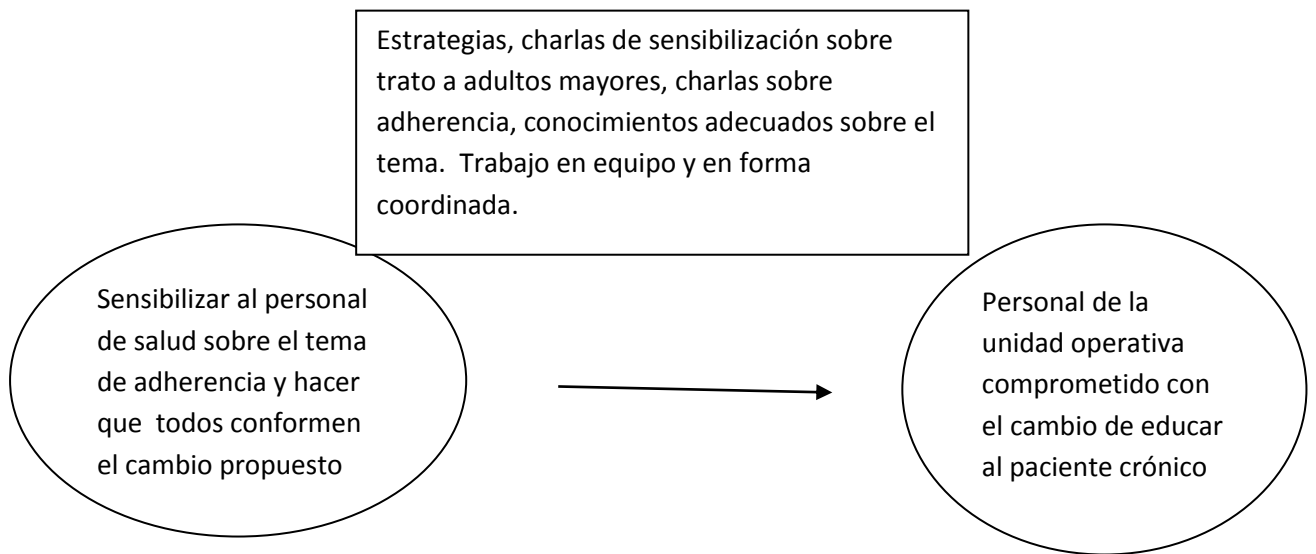 Estrategias, charlas de sensibilización sobre
trato a adultos mayores, charlas sobre
adherencia, conocimientos adecuados sobre el
tema.  Trabajo en equipo y en forma
coordinada.
Sensibilizar al personal
de salud sobre el tema
de adherencia y hacer
que  todos conformen
el cambio propuesto
Personal de la
unidad operativa
comprometido con
el cambio de educar
al paciente crónico